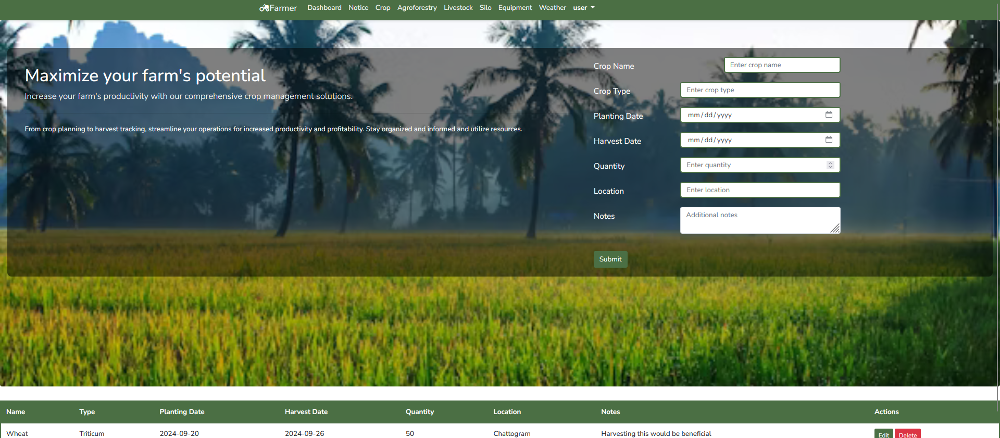 Farmer Dashboard Notice Crop Agroforestry Livestock Silo Equipment Weather user
Maximize your farm's potential
Increase your farm's productivity with our comprehensive crop management solutions.
From crop planning to harvest tracking, streamline your operations for increased productivity and profitability. Stay organized and informed and utilize resources.
Crop Name Enter crop name
Crop Type Enter crop type
Planting Date mm/dd/yyyy
Harvest Date mm/dd/yyyy
Quantity Enter quantity
Location Enter location
Notes Additional notes
Submit
Name Type Planting Date Harvest Date Quantity Location Notes Actions
Wheat Triticum 2024-09-20 2024-09-26 50 Chattogram Harvesting this would be beneficial Edit Delete